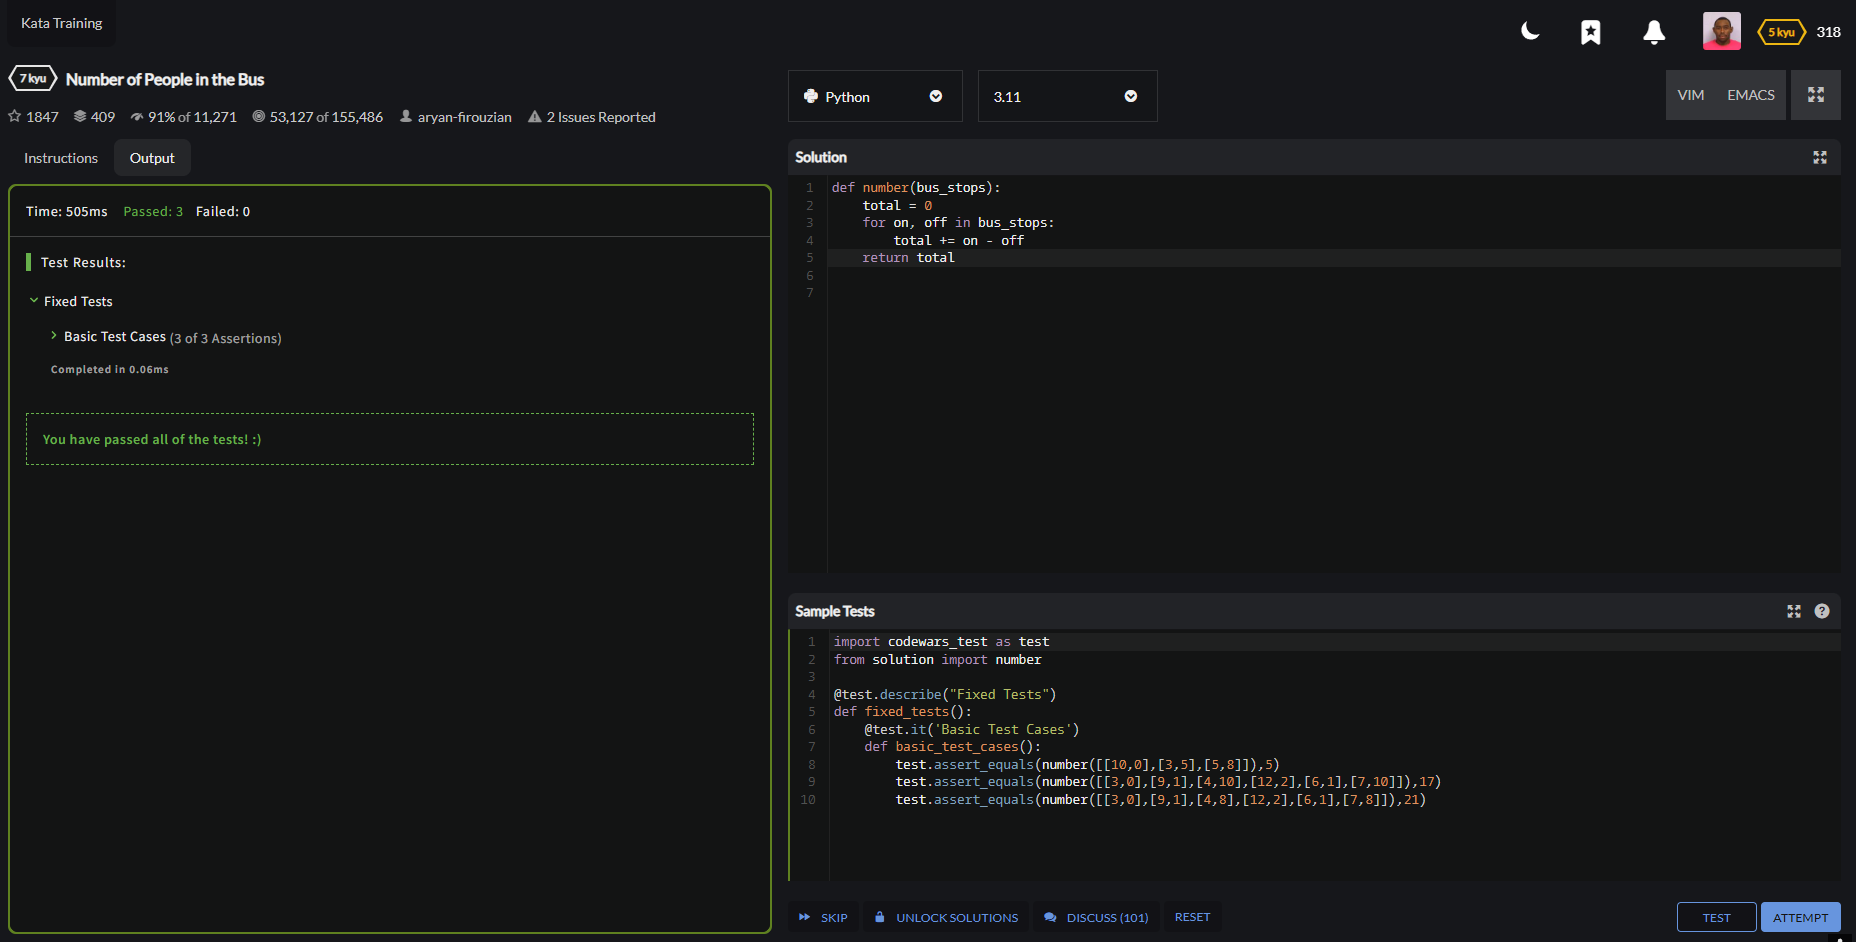 Kata Training
5 kyu 318
7 kyu Number of People in the Bus
1847 409 91% of 11,271 53,127 of 155,486 aryan-firouzian 2 Issues Reported
Instructions Output
Time: 505ms Passed: 3 Failed: 0
Test Results:
Fixed Tests
Basic Test Cases (3 of 3 Assertions)
Completed in 0.06ms
You have passed all of the tests! :)
Python 3.11 VIM EMACS
Solution
1 def number(bus_stops):
2     total = 0
3     for on, off in bus_stops:
4         total += on - off
5     return total
6
7
Sample Tests
1 import codewars_test as test
2 from solution import number
3
4 @test.describe("Fixed Tests")
5 def fixed_tests():
6     @test.it('Basic Test Cases')
7     def basic_test_cases():
8         test.assert_equals(number([[10,0],[3,5],[5,8]]),5)
9         test.assert_equals(number([[3,0],[9,1],[4,10],[12,2],[6,1],[7,10]]),17)
10         test.assert_equals(number([[3,0],[9,1],[4,8],[12,2],[6,1],[7,8]]),21)
SKIP UNLOCK SOLUTIONS DISCUSS (101) RESET TEST ATTEMPT